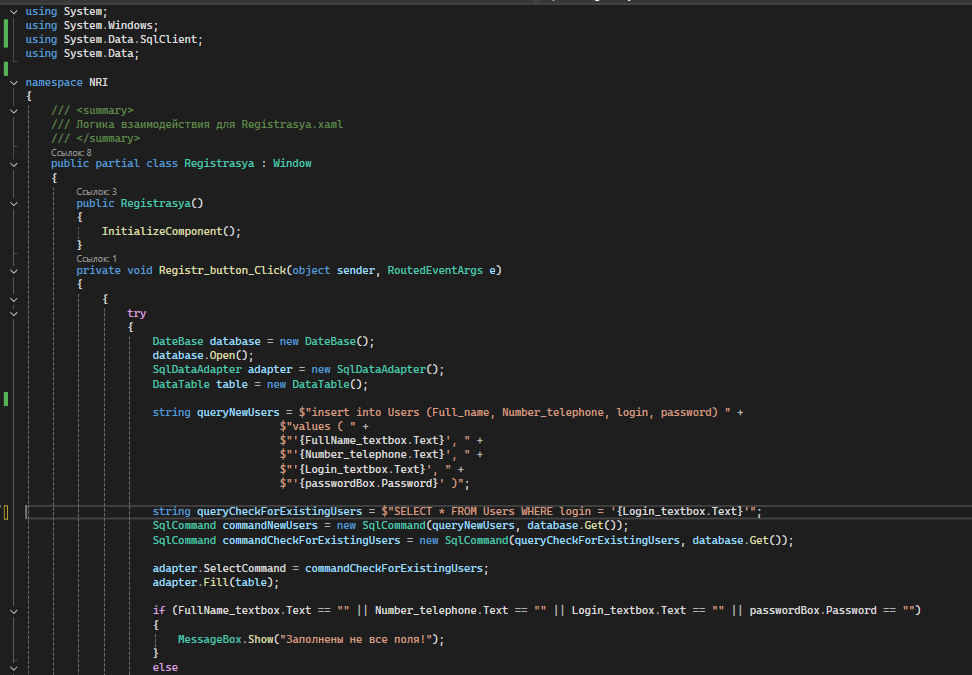 using System;
using System.Windows;
using System.Data.SqlClient;
using System.Data;
namespace NRI
{
/// <summary>
/// Логика взаимодействия для Registrasya.xaml
/// </summary>
Ссылок: 8
public partial class Registrasya : Window
{
Ссылок: 3
public Registrasya()
{
InitializeComponent();
}
Ссылок: 1
private void Registr_button_Click(object sender, RoutedEventArgs e)
{
{
try
{
DateBase database = new DateBase();
database.Open();
SqlDataAdapter adapter = new SqlDataAdapter();
DataTable table = new DataTable();
string queryNewUsers = $"insert into Users (Full_name, Number_telephone, login, password) " +
$"values ( " +
$"'{FullName_textbox.Text}', " +
$"'{Number_telephone.Text}', " +
$"'{Login_textbox.Text}', " +
$"'{passwordBox.Password}' )";
string queryCheckForExistingUsers = $"SELECT * FROM Users WHERE login = '{Login_textbox.Text}'";
SqlCommand commandNewUsers = new SqlCommand(queryNewUsers, database.Get());
SqlCommand commandCheckForExistingUsers = new SqlCommand(queryCheckForExistingUsers, database.Get());
adapter.SelectCommand = commandCheckForExistingUsers;
adapter.Fill(table);
if (FullName_textbox.Text == "" || Number_telephone.Text == "" || Login_textbox.Text == "" || passwordBox.Password == "")
{
MessageBox.Show("Заполнены не все поля!");
}
else